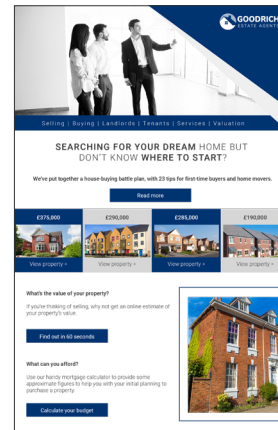 GOODRICH
ESTATE AGENTS
Selling | Buying | Landlords | Tenants | Services | Valuation
SEARCHING FOR YOUR DREAM HOME BUT
DON'T KNOW WHERE TO START?
We've put together a house-buying battle plan, with 23 tips for first-time buyers and home movers.
Read more
£375,000 £290,000 £285,000 £190,000
View property > View property > View property > View property >
What's the value of your property?
If you're thinking of selling, why not get an online estimate of
your property's value.
Find out in 60 seconds
What can you afford?
Use our handy mortgage calculator to provide some
approximate figures to help you with your initial planning to
purchase a property.
Calculate your budget